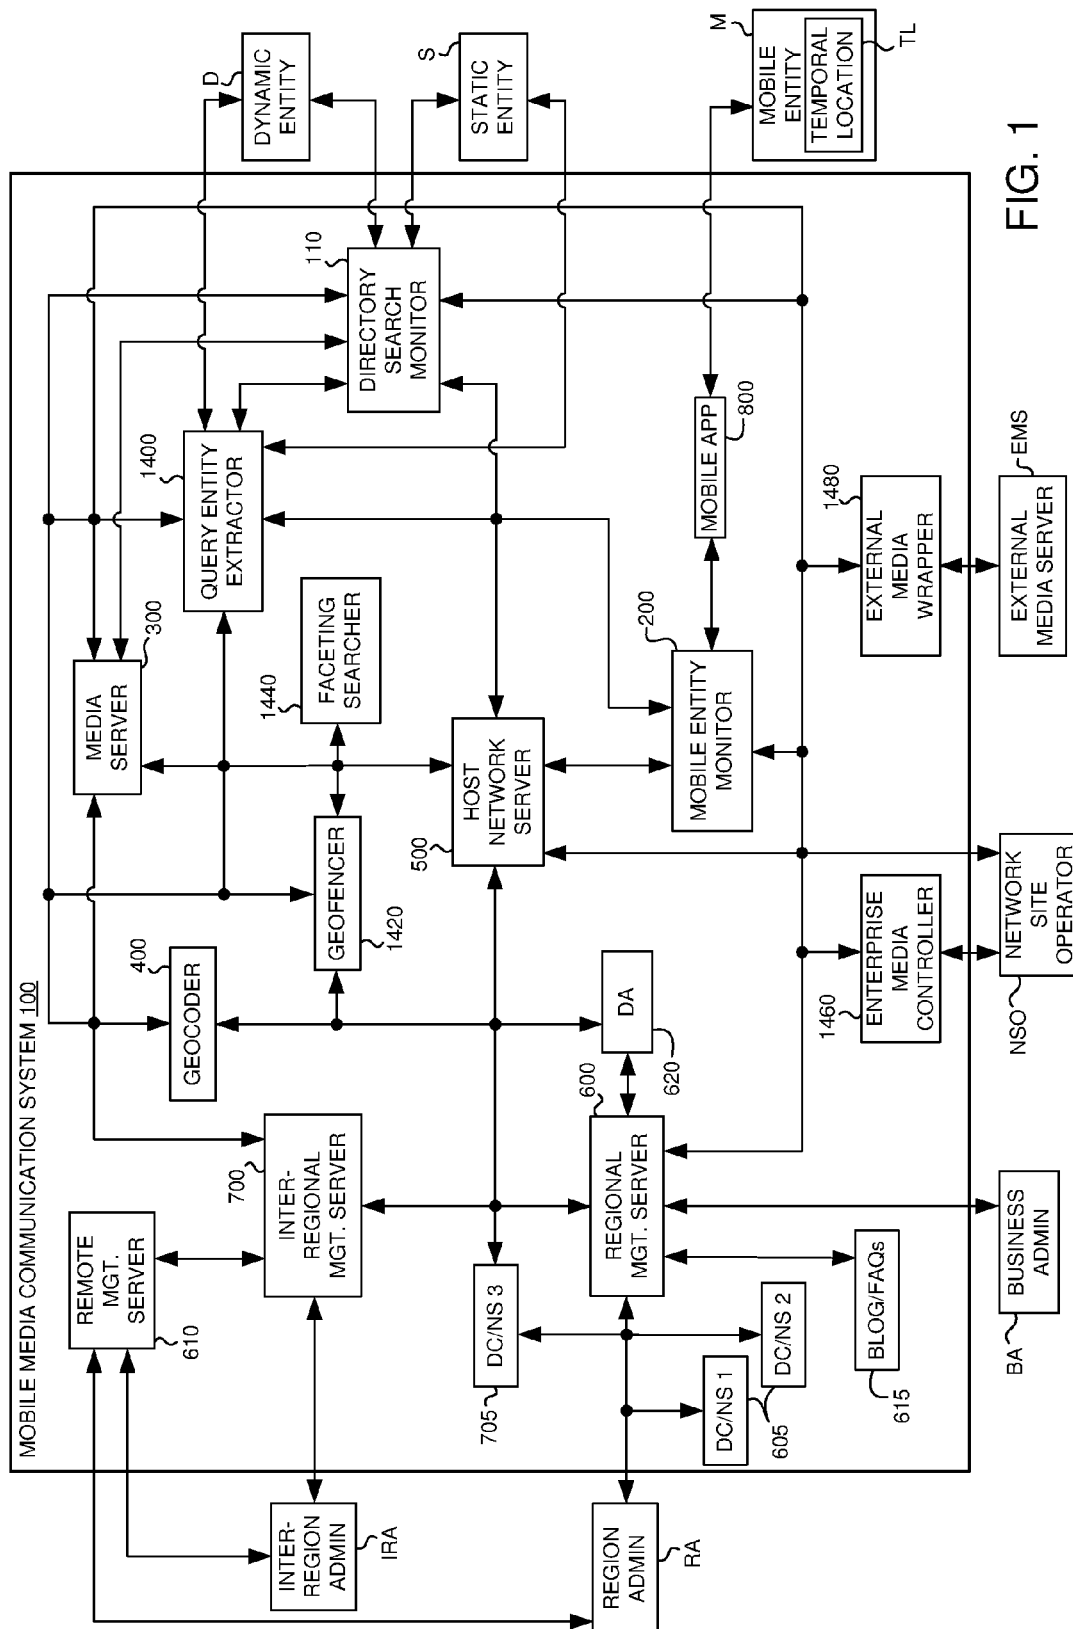 MOBILE MEDIA COMMUNICATION SYSTEM 100
REMOTE
MGT.
SERVER
610
INTER-
REGION
ADMIN
IRA
REGION
ADMIN
RA
INTER-
REGIONAL
MGT. SERVER
700
DC/NS 3
705
REGIONAL
MGT. SERVER
600
DC/NS 1
DC/NS 2
605
BLOG/FAQs
615
BUSINESS
ADMIN
BA
DA
620
GEOCODER
400
GEOFENCER
1420
MEDIA
SERVER
300
FACETING
SEARCHER
1440
QUERY ENTITY
EXTRACTOR
1400
HOST
NETWORK
SERVER
500
DIRECTORY
SEARCH
MONITOR
110
MOBILE ENTITY
MONITOR
200
MOBILE APP
800
ENTERPRISE
MEDIA
CONTROLLER
1460
NETWORK
SITE
OPERATOR
NSO
EXTERNAL
MEDIA
WRAPPER
1480
EXTERNAL
MEDIA SERVER
EMS
DYNAMIC
ENTITY
D
STATIC
ENTITY
S
MOBILE
ENTITY
M
TEMPORAL
LOCATION
TL
FIG. 1